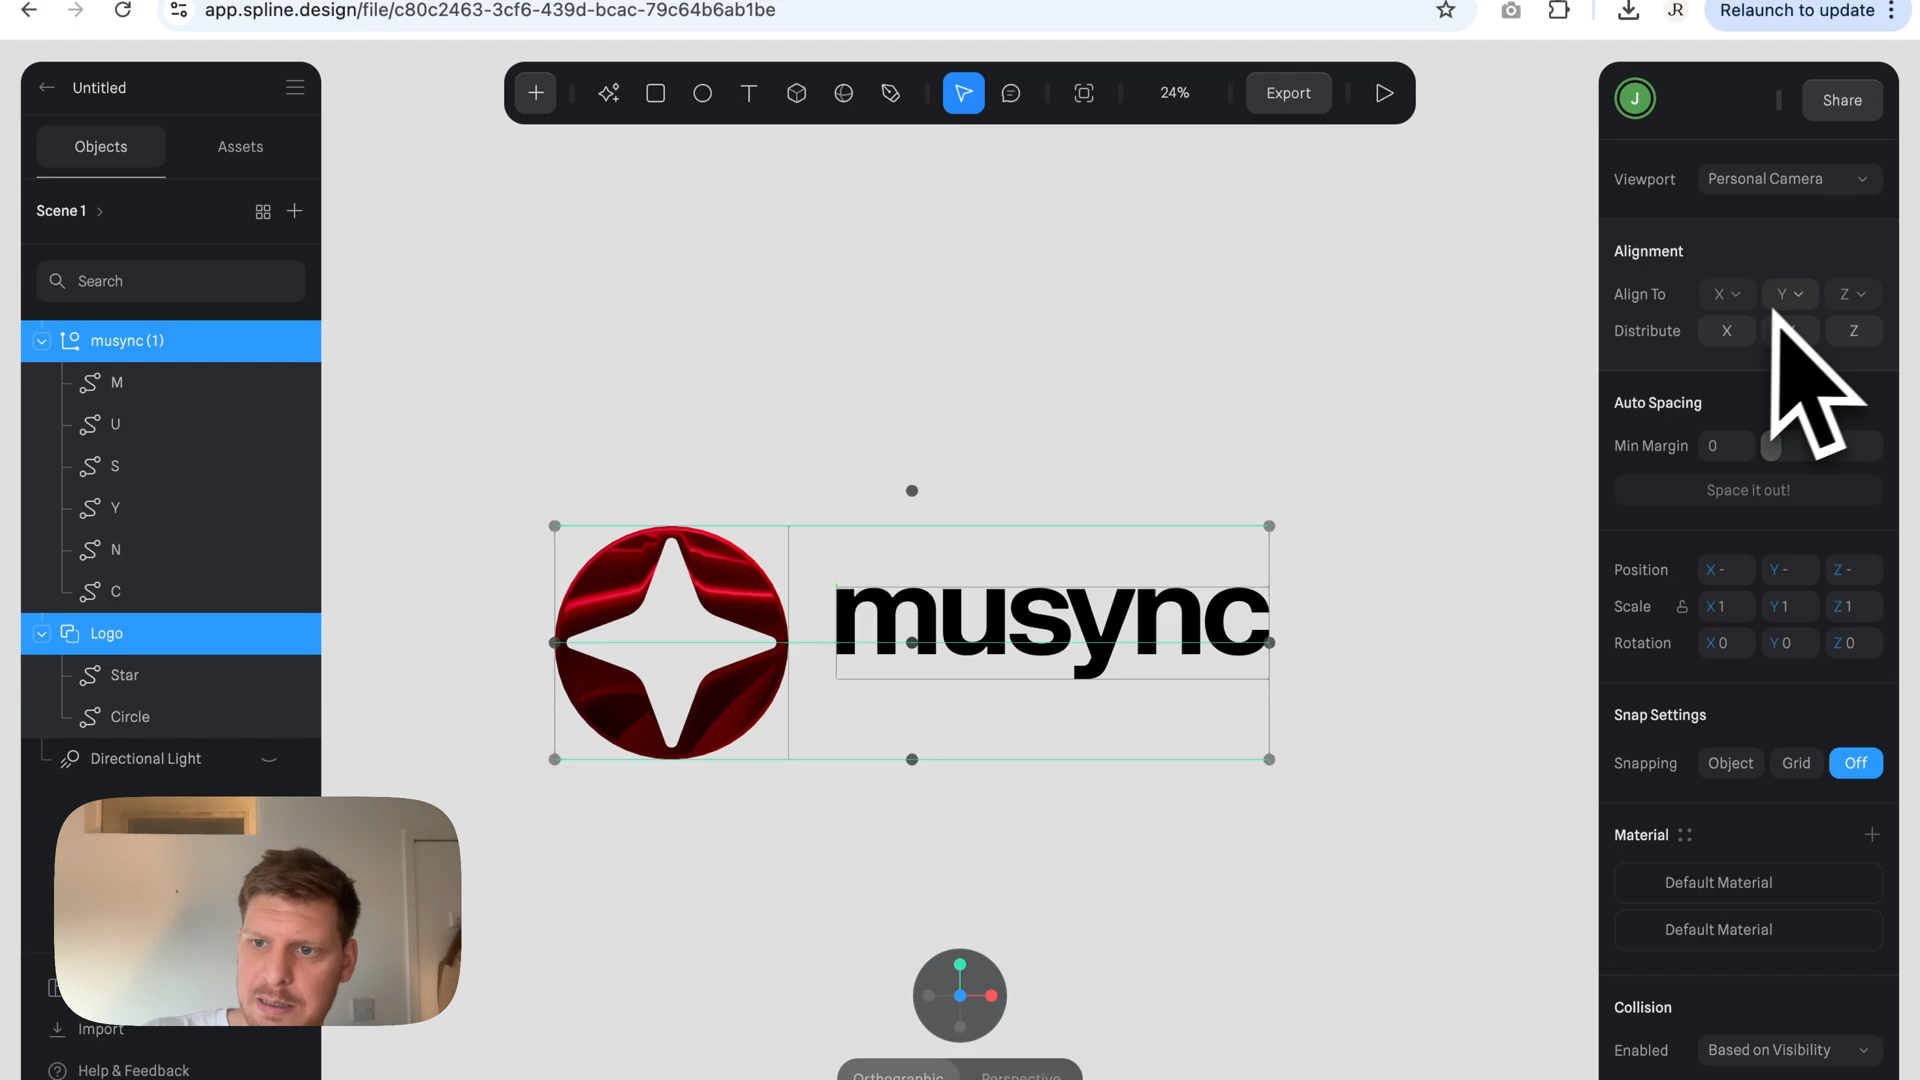 app.spline.design/file/c80c2463-3cf6-439d-bcac-79c64b6ab1be
JR
Relaunch to update
Untitled
24%
Export
J
Share
Objects
Assets
Viewport
Personal Camera
Scene 1
Alignment
Search
Align To
X
Y
Z
Distribute
X
Z
musync (1)
M
Auto Spacing
U
Min Margin
0
S
Space it out!
Y
N
Position
X -
Y -
Z -
C
Scale
X 1
Y 1
Z 1
musync
Logo
Rotation
X 0
Y 0
Z 0
Star
Circle
Snap Settings
Directional Light
Snapping
Object
Grid
Off
Material
Default Material
Default Material
Collision
Import
Enabled
Based on Visibility
Help & Feedback
Orthographic
Perspective